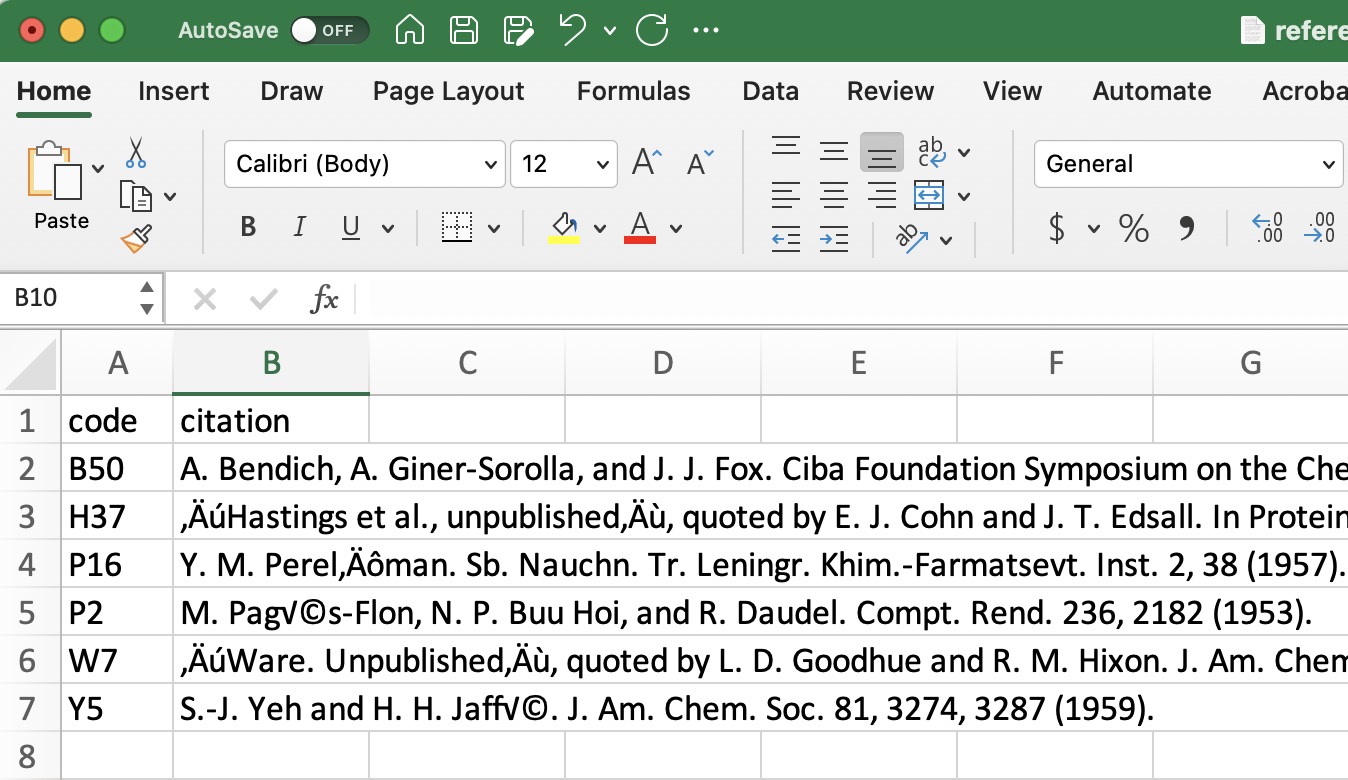 AutoSave OFF refere
Home Insert Draw Page Layout Formulas Data Review View Automate Acroba
Paste Calibri (Body) 12 A A ab c General
B I U A ab $ % , .00 .00
B10 fx
A B C D E F G
1 code citation
2 B50 A. Bendich, A. Giner-Sorolla, and J. J. Fox. Ciba Foundation Symposium on the Che
3 H37 ‚ÄúHastings et al., unpublished‚Äù, quoted by E. J. Cohn and J. T. Edsall. In Protein
4 P16 Y. M. Perel‚Äôman. Sb. Nauchn. Tr. Leningr. Khim.-Farmatsevt. Inst. 2, 38 (1957).
5 P2 M. Pag√©s-Flon, N. P. Buu Hoi, and R. Daudel. Compt. Rend. 236, 2182 (1953).
6 W7 ‚ÄúWare. Unpublished‚Äù, quoted by L. D. Goodhue and R. M. Hixon. J. Am. Chem
7 Y5 S.-J. Yeh and H. H. Jaff√©. J. Am. Chem. Soc. 81, 3274, 3287 (1959).
8